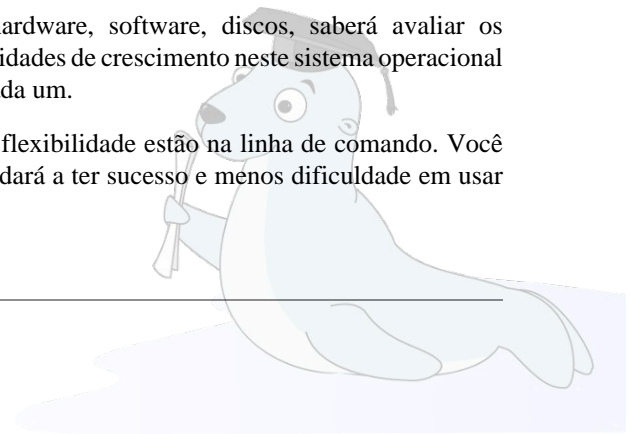 hardware, software, discos, saberá avaliar os
idades de crescimento neste sistema operacional
da um.
flexibilidade estão na linha de comando. Você
dará a ter sucesso e menos dificuldade em usar